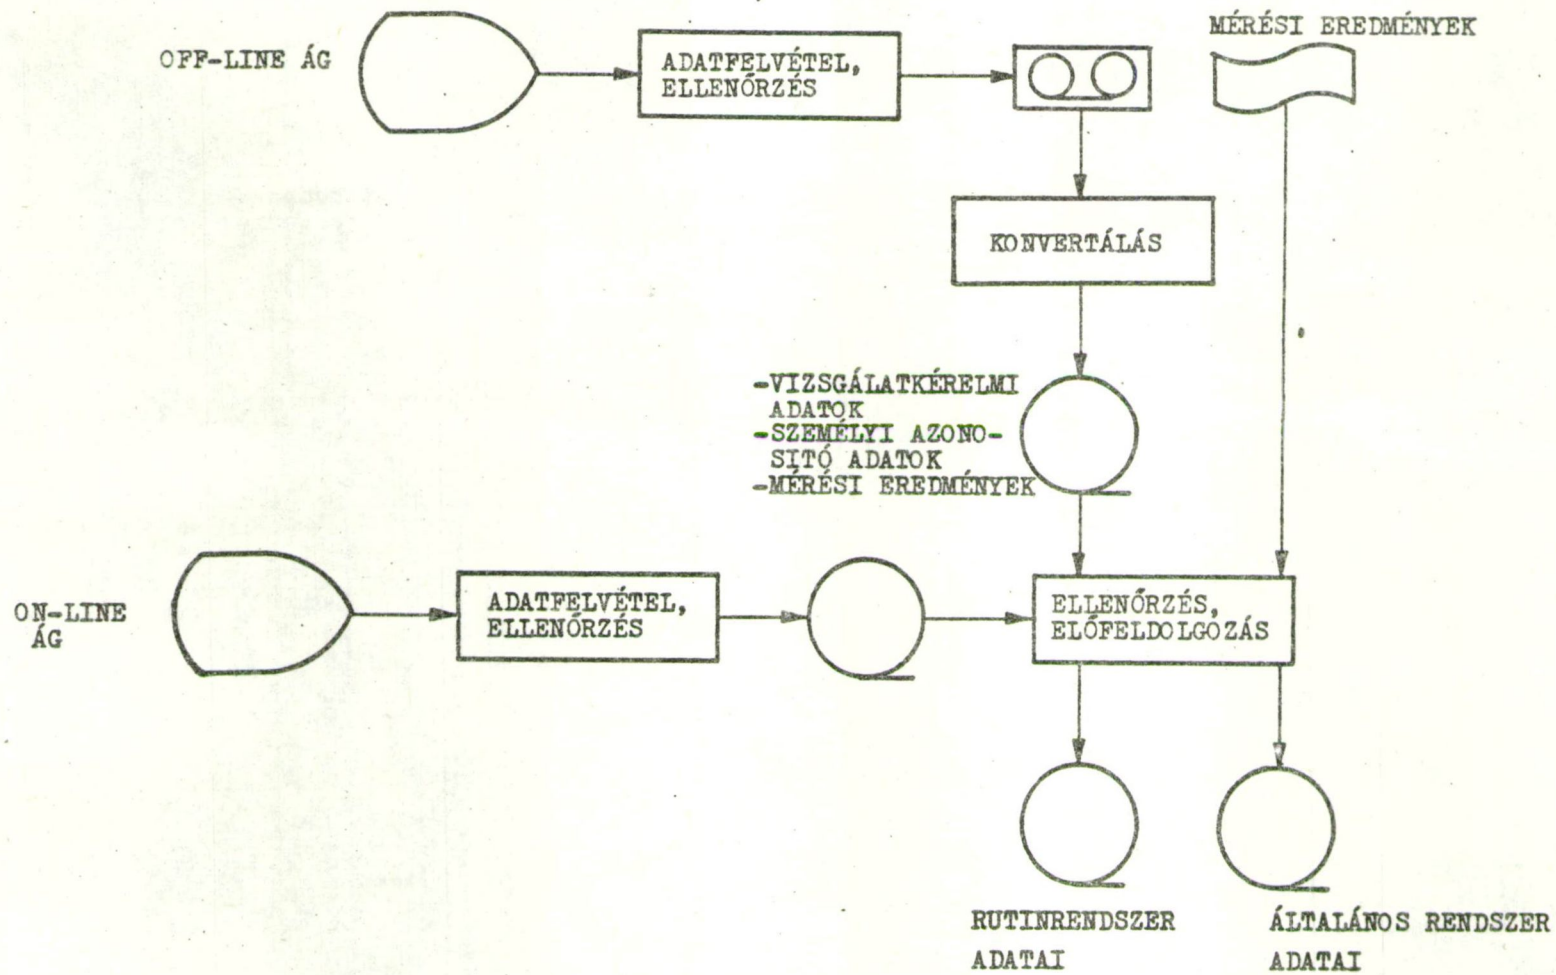 MÉRÉSI EREDMÉNYEK
OFF-LINE ÁG
ADATFELVÉTEL,
ELLENŐRZÉS
KONVERTÁLÁS
-VIZSGÁLATKÉRELMI
ADATOK
-SZEMÉLYI AZONO-
SITÓ ADATOK
-MÉRÉSI EREDMÉNYEK
ON-LINE
ÁG
ADATFELVÉTEL,
ELLENŐRZÉS
ELLENŐRZÉS,
ELŐFELDOLGOZÁS
RUTINRENDSZER
ADATAI
ÁLTALÁNOS RENDSZER
ADATAI